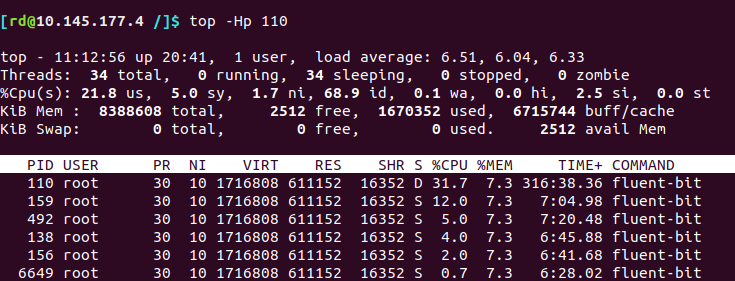 [rd@10.145.177.4 /]$ top -Hp 110
top - 11:12:56 up 20:41, 1 user, load average: 6.51, 6.04, 6.33
Threads: 34 total, 0 running, 34 sleeping, 0 stopped, 0 zombie
%Cpu(s): 21.8 us, 5.0 sy, 1.7 ni, 68.9 id, 0.1 wa, 0.0 hi, 2.5 si, 0.0 st
KiB Mem : 8388608 total, 2512 free, 1670352 used, 6715744 buff/cache
KiB Swap: 0 total, 0 free, 0 used. 2512 avail Mem
PID USER PR NI VIRT RES SHR S %CPU %MEM TIME+ COMMAND
110 root 30 10 1716808 611152 16352 D 31.7 7.3 316:38.36 fluent-bit
159 root 30 10 1716808 611152 16352 S 12.0 7.3 7:04.98 fluent-bit
492 root 30 10 1716808 611152 16352 S 5.0 7.3 7:20.48 fluent-bit
138 root 30 10 1716808 611152 16352 S 4.0 7.3 6:45.88 fluent-bit
156 root 30 10 1716808 611152 16352 S 2.0 7.3 6:41.68 fluent-bit
6649 root 30 10 1716808 611152 16352 S 0.7 7.3 6:28.02 fluent-bit